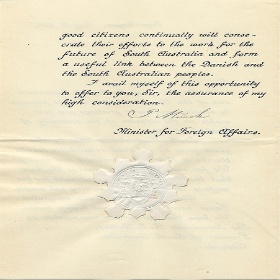 good citizens continually will conse-
crate their efforts to the work for the
future of South Australia and form
a useful link between the Danish and
the South Australian peoples.
I avail myself of this opportunity
to offer to you, Sir, the assurance of my
high consideration.
Minister for Foreign Affairs.